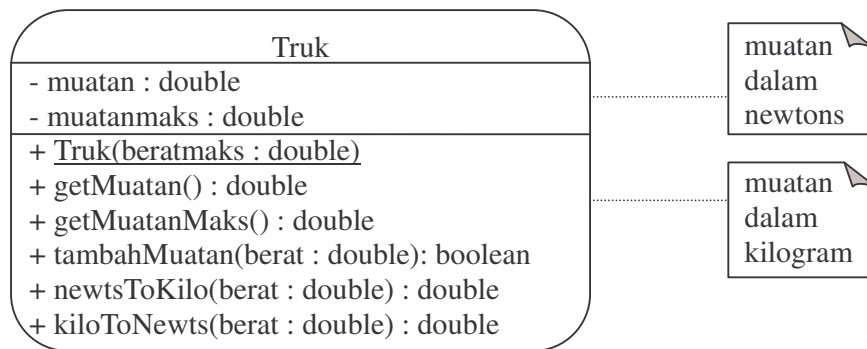 Truk
- muatan : double
- muatanmaks : double
+ Truk(beratmaks : double)
+ getMuatan() : double
+ getMuatanMaks() : double
+ tambahMuatan(berat : double): boolean
+ newtsToKilo(berat : double) : double
+ kiloToNewts(berat : double) : double
muatan
dalam
newtons
muatan
dalam
kilogram